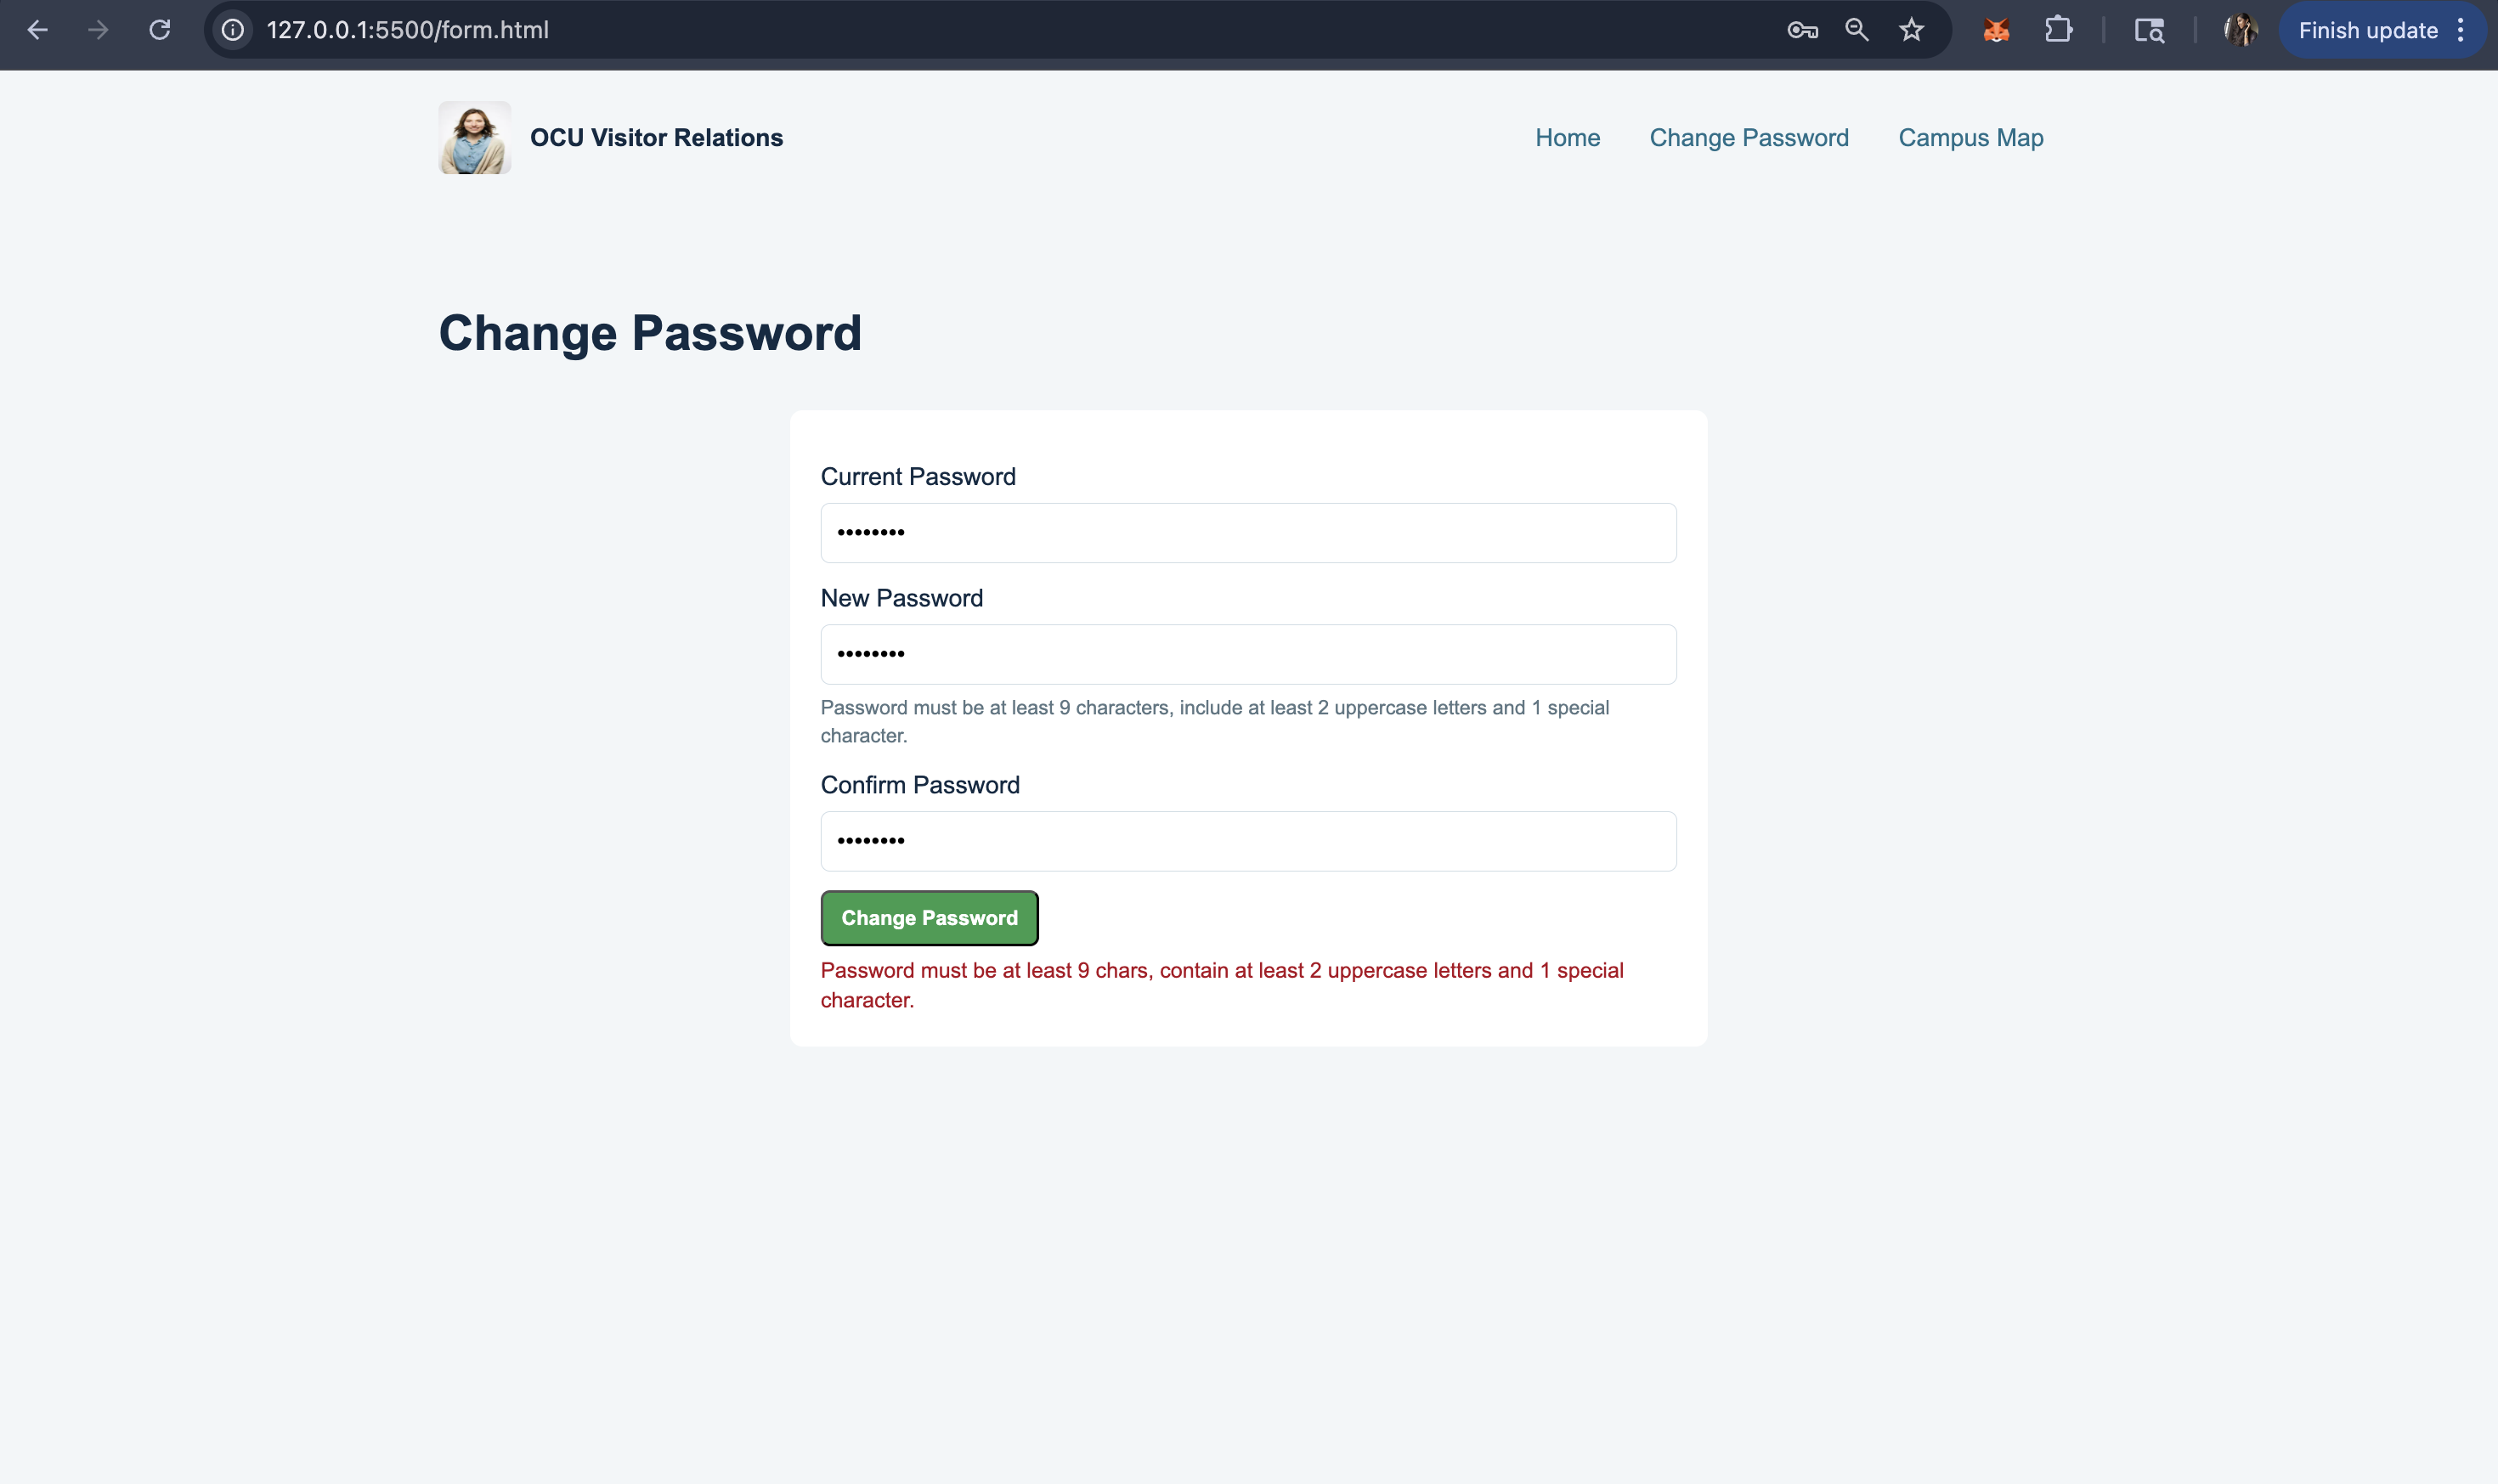 127.0.0.1:5500/form.html
Finish update
OCU Visitor Relations
Home
Change Password
Campus Map
Change Password
Current Password
••••••••
New Password
••••••••
Password must be at least 9 characters, include at least 2 uppercase letters and 1 special
character.
Confirm Password
••••••••
Change Password
Password must be at least 9 chars, contain at least 2 uppercase letters and 1 special
character.